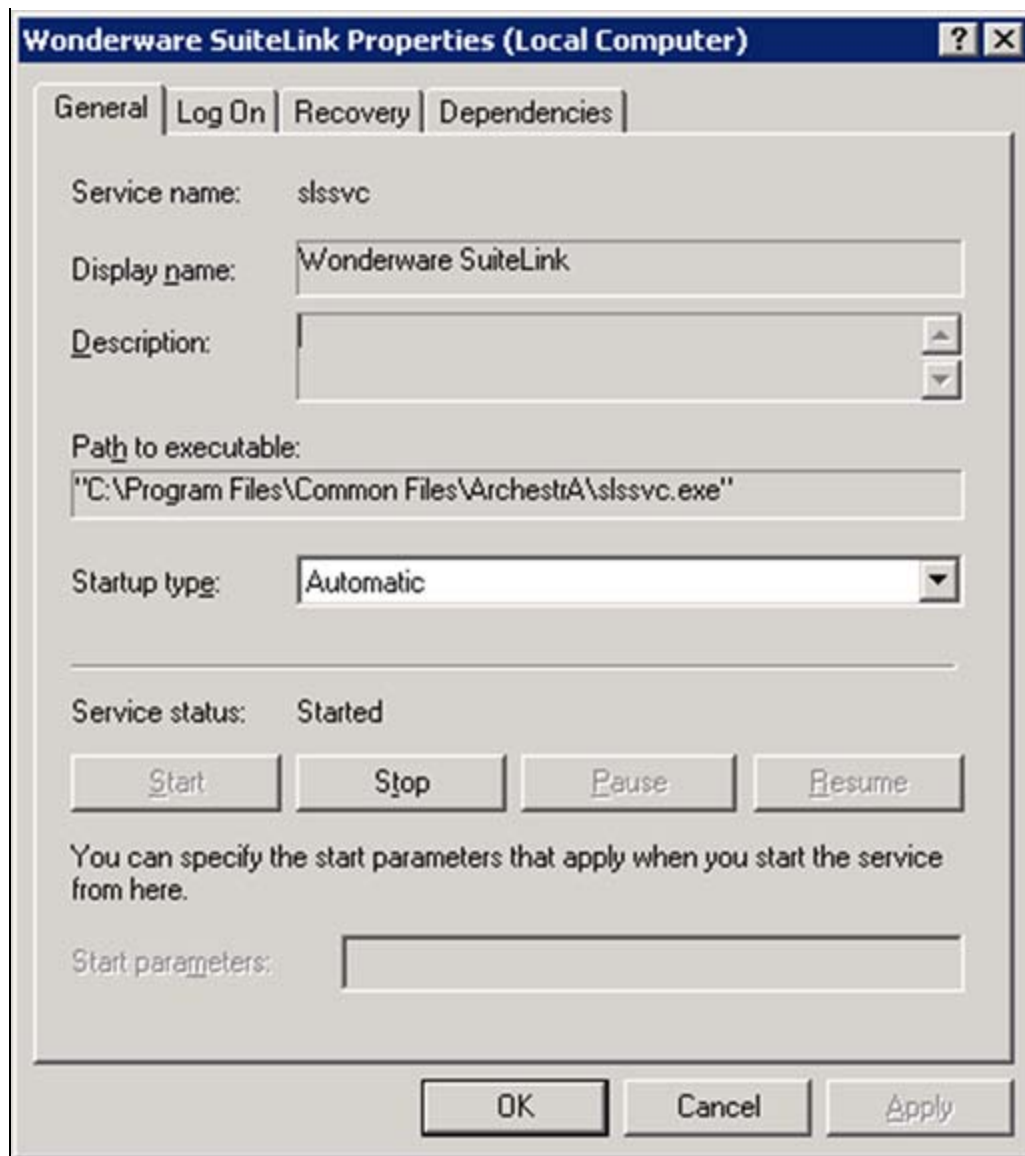 Wonderware SuiteLink Properties (Local Computer)
General Log On Recovery Dependencies
Service name: slssvc
Display name: Wonderware SuiteLink
Description:
Path to executable:
"C:\Program Files\Common Files\ArchestrA\slssvc.exe"
Startup type: Automatic
Service status: Started
Start Stop Pause Resume
You can specify the start parameters that apply when you start the service
from here.
Start parameters:
OK Cancel Apply